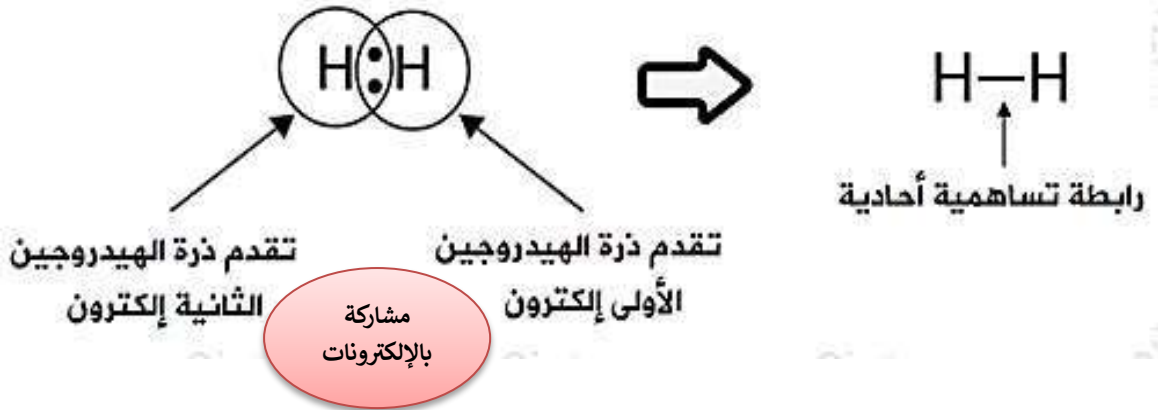 H:H
H—H
رابطة تساهمية أحادية
تقدم ذرة الهيدروجين
الأولى إلكترون
تقدم ذرة الهيدروجين
الثانية إلكترون
مشاركة
بالإلكترونات